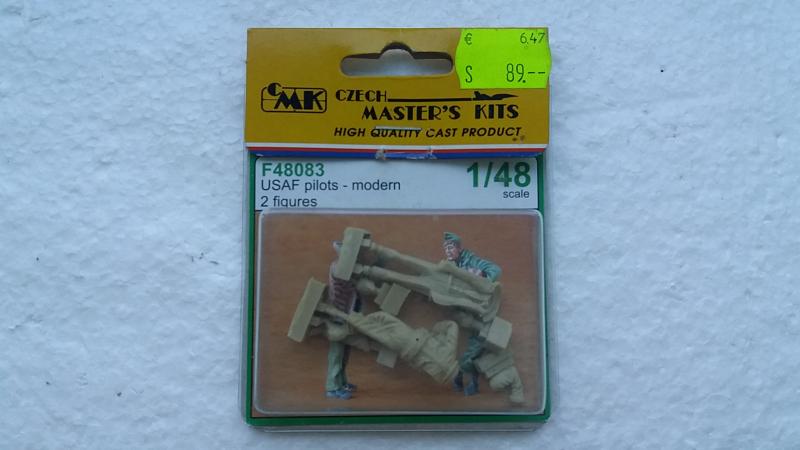 € 6.47
S 89.--
CMK
CZECH
MASTER'S KITS
HIGH QUALITY CAST PRODUCT
F48083
USAF pilots - modern
2 figures
1/48
scale